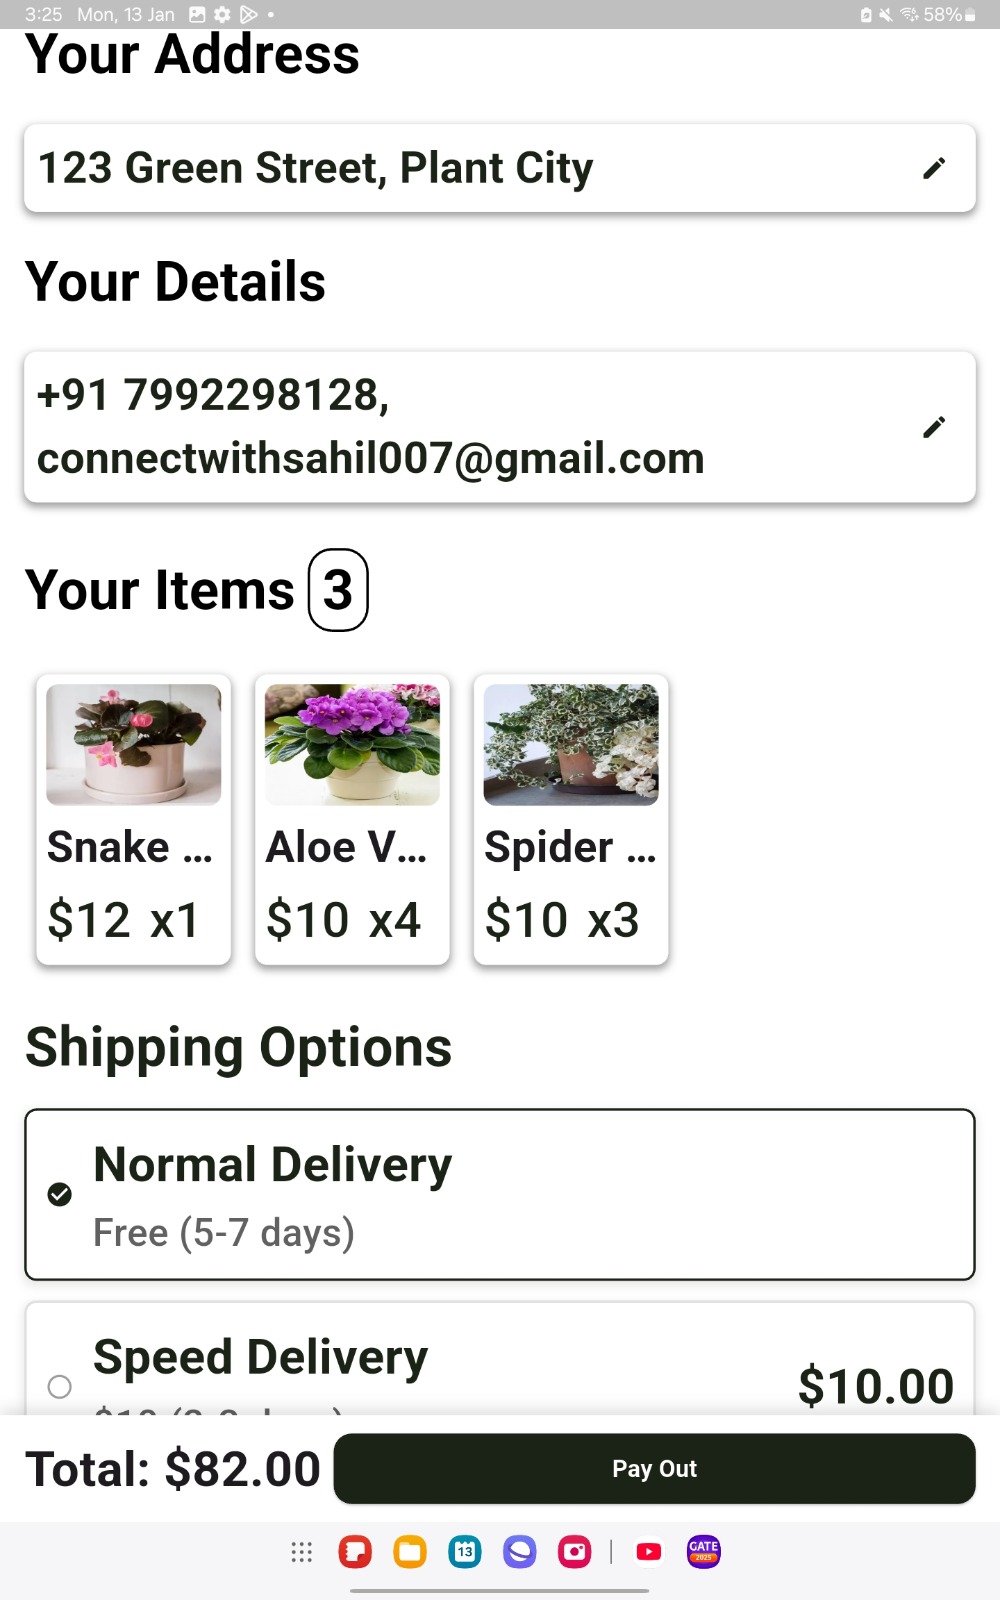 3:25 Mon, 13 Jan
58%
Your Address
123 Green Street, Plant City
Your Details
+91 7992298128,
connectwithsahil007@gmail.com
Your Items 3
Snake ... Aloe V... Spider ...
$12 x1 $10 x4 $10 x3
Shipping Options
Normal Delivery
Free (5-7 days)
Speed Delivery
$10.00
Total: $82.00 Pay Out
13 GATE
2025